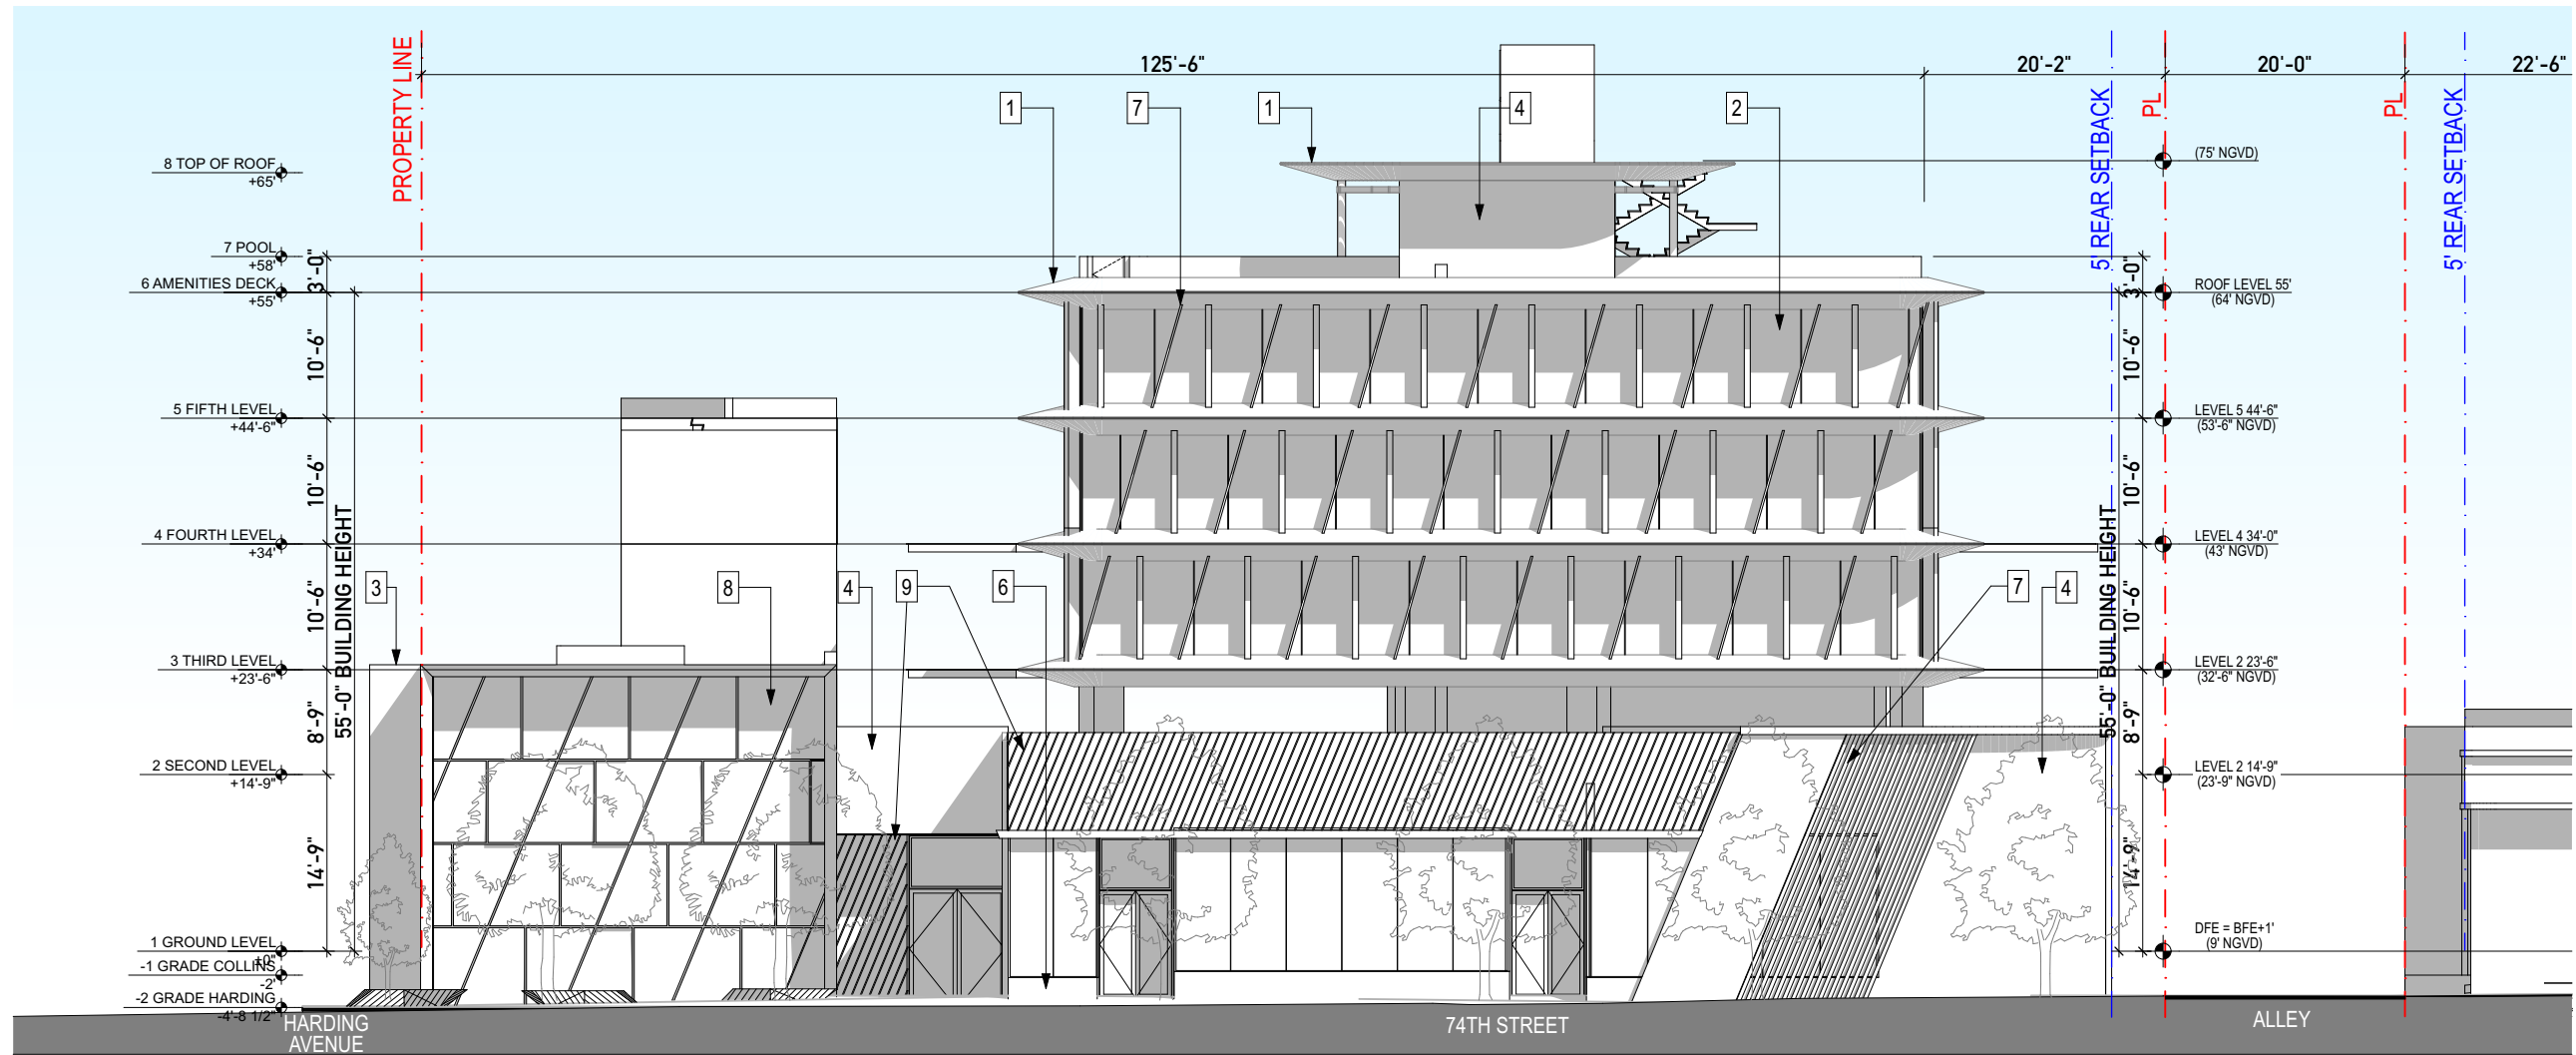 125'-6"
20'-2"
20'-0"
22'-6"
PROPERTY LINE
5' REAR SETBACK
PL
PL
5' REAR SETBACK
1
7
1
4
2
8 TOP OF ROOF
+65'
(75' NGVD)
7 POOL
+58'
3'-0"
3'-0"
6 AMENITIES DECK
+55'
ROOF LEVEL 55'
(64' NGVD)
10'-6"
10'-6"
5 FIFTH LEVEL
+44'-6"
LEVEL 5 44'-6"
(53'-6" NGVD)
10'-6"
10'-6"
55'-0" BUILDING HEIGHT
55'-0" BUILDING HEIGHT
4 FOURTH LEVEL
+34'
LEVEL 4 34'-0"
(43' NGVD)
10'-6"
10'-6"
3
8
4
9
6
7
4
3 THIRD LEVEL
+23'-6"
LEVEL 2 23'-6"
(32'-6" NGVD)
8'-9"
8'-9"
2 SECOND LEVEL
+14'-9"
LEVEL 2 14'-9"
(23'-9" NGVD)
14'-9"
14'-9"
1 GROUND LEVEL
+0"
DFE = BFE+1'
(9' NGVD)
-1 GRADE COLLINS
-2'
-2 GRADE HARDING
-4'-8 1/2"
HARDING
AVENUE
74TH STREET
ALLEY